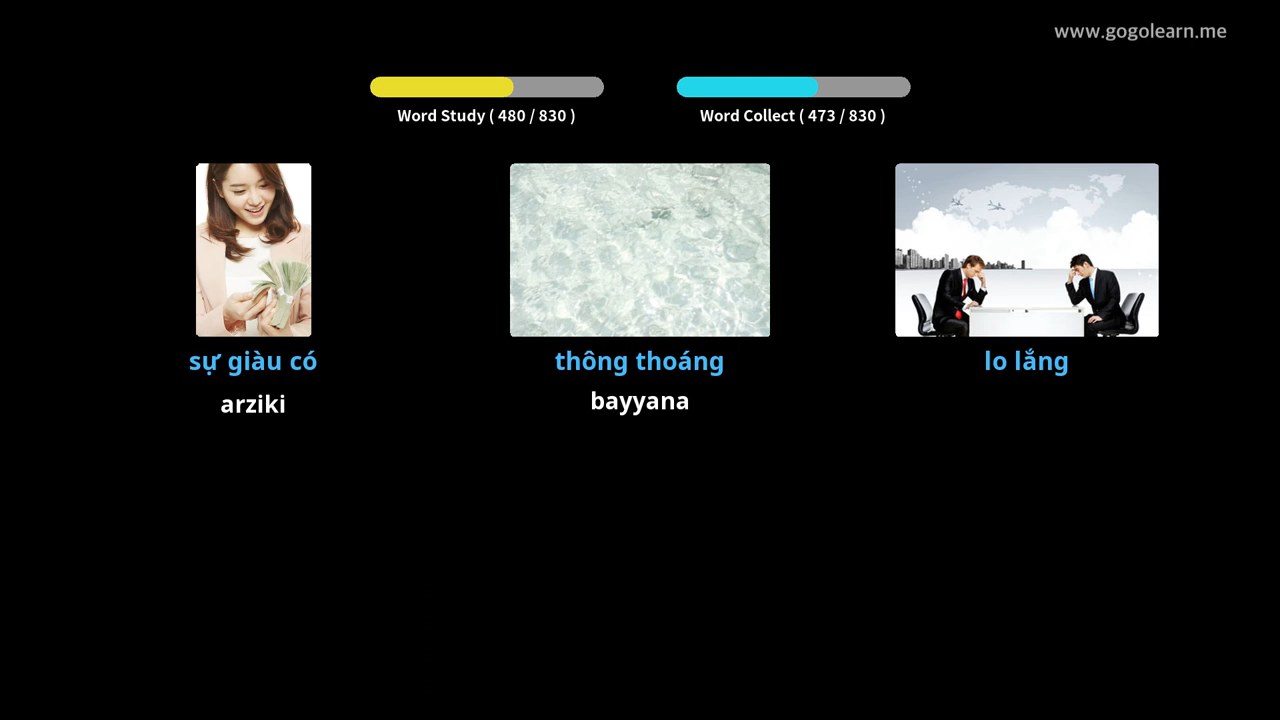 www.gogolearn.me
Word Study ( 480 / 830 )
Word Collect ( 473 / 830 )
sự giàu có
thông thoáng
lo lắng
arziki
bayyana